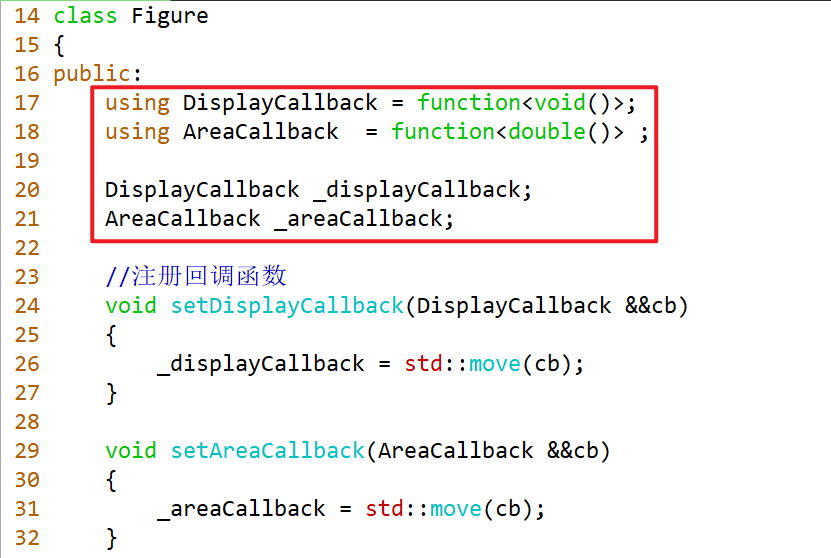 14 class Figure
15 {
16 public:
17     using DisplayCallback = function<void()>;
18     using AreaCallback  = function<double()> ;
19
20     DisplayCallback _displayCallback;
21     AreaCallback _areaCallback;
22
23     //注册回调函数
24     void setDisplayCallback(DisplayCallback &&cb)
25     {
26         _displayCallback = std::move(cb);
27     }
28
29     void setAreaCallback(AreaCallback &&cb)
30     {
31         _areaCallback = std::move(cb);
32     }